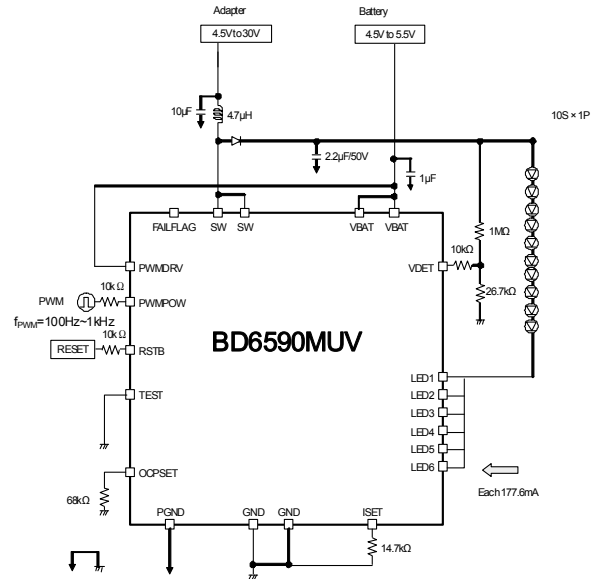 Adapter
Battery
4.5V to 30V
4.5V to 5.5V
10µF
4.7µH
10S × 1P
2.2µF/50V
1µF
FAILFLAG
SW
SW
VBAT
VBAT
1MΩ
10kΩ
PWMDRV
VDET
10k Ω
26.7kΩ
PWM
PWMPOW
fPWM=100Hz~1kHz
10k Ω
BD6590MUV
RESET
RSTB
LED1
TEST
LED2
LED3
LED4
LED5
LED6
OCPSET
Each 177.6mA
68kΩ
PGND
GND
GND
ISET
14.7kΩ